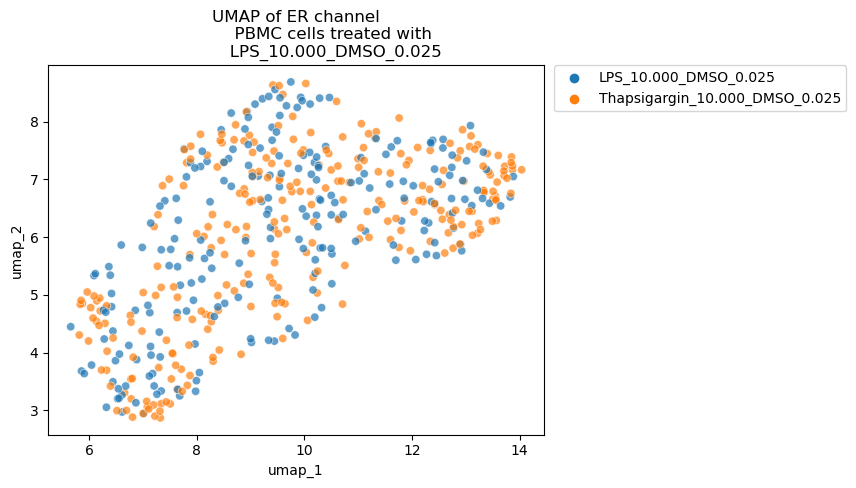 UMAP of ER channel
PBMC cells treated with
LPS_10.000_DMSO_0.025
LPS_10.000_DMSO_0.025
Thapsigargin_10.000_DMSO_0.025
8
7
6
5
4
3
umap_2
6 8 10 12 14
umap_1